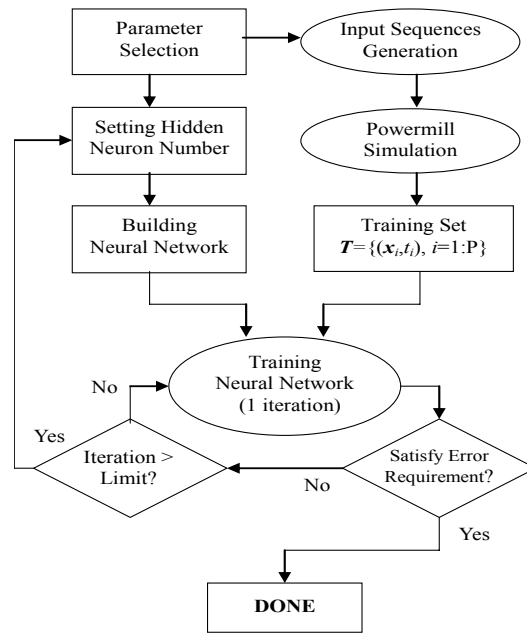 Parameter
Selection
Input Sequences
Generation
Setting Hidden
Neuron Number
Powermill
Simulation
Building
Neural Network
Training Set
T={(xᵢ,tᵢ), i=1:P}
Training
Neural Network
(1 iteration)
No
Yes
Iteration >
Limit?
No
Satisfy Error
Requirement?
Yes
DONE